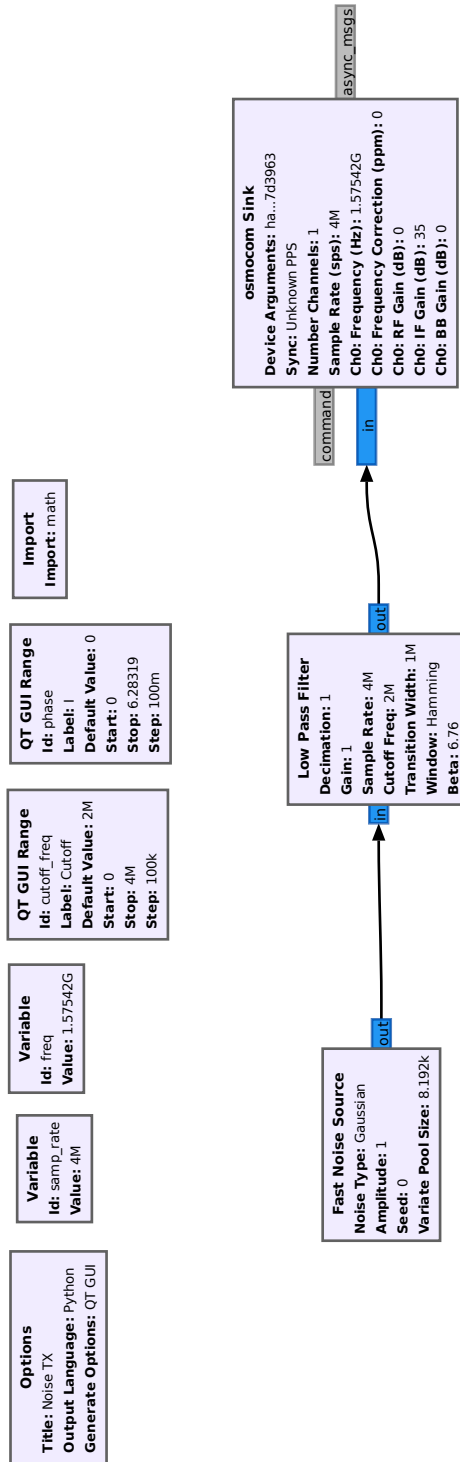 Options
Title: Noise TX
Output Language: Python
Generate Options: QT GUI
Variable
Id: samp_rate
Value: 4M
Variable
Id: freq
Value: 1.57542G
QT GUI Range
Id: cutoff_freq
Label: Cutoff
Default Value: 2M
Start: 0
Stop: 4M
Step: 100k
QT GUI Range
Id: phase
Label: l
Default Value: 0
Start: 0
Stop: 6.28319
Step: 100m
Import
Import: math
Fast Noise Source
Noise Type: Gaussian
Amplitude: 1
Seed: 0
Variate Pool Size: 8.192k
out
in
Low Pass Filter
Decimation: 1
Gain: 1
Sample Rate: 4M
Cutoff Freq: 2M
Transition Width: 1M
Window: Hamming
Beta: 6.76
out
command
in
osmocom Sink
Device Arguments: ha...7d3963
Sync: Unknown PPS
Number Channels: 1
Sample Rate (sps): 4M
Ch0: Frequency (Hz): 1.57542G
Ch0: Frequency Correction (ppm): 0
Ch0: RF Gain (dB): 0
Ch0: IF Gain (dB): 35
Ch0: BB Gain (dB): 0
async_msgs